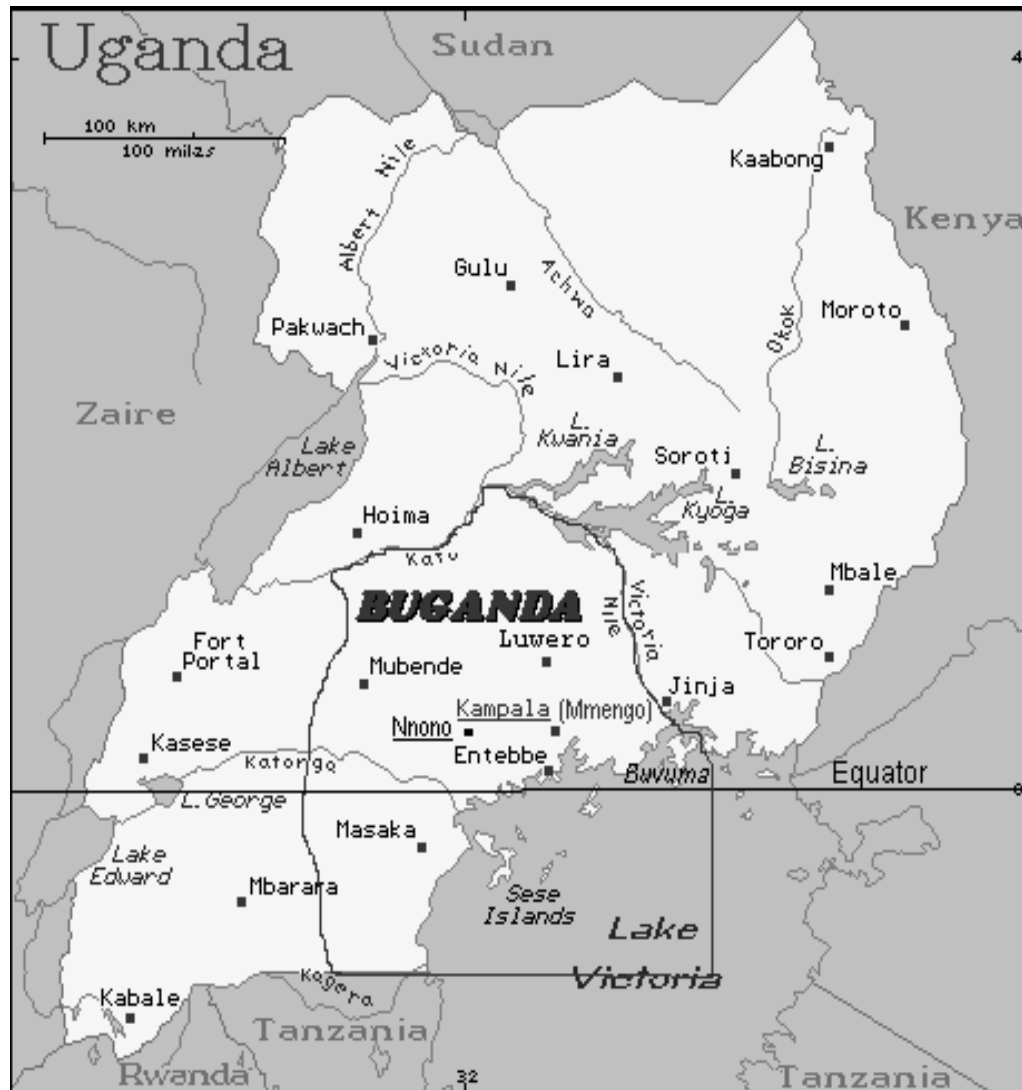 Uganda
Sudan
4
100 km
100 milzs
Kaabong
Albert Nile
Kenya
Gulu
Achwa
Okok
Moroto
Pakwach
Victoria Nile
Lira
Zaire
L.
Kwania
Lake
Albert
Soroti
L.
Bisina
L.
Kyoga
Hoima
Kafu
Mbale
BUGANDA
Victoria
Nile
Fort
Portal
Luwero
Tororo
Mubende
Jinja
Kampala (Mmengo)
Nnono
Kasese
Katonga
Entebbe
Buvuma
Equator
L. George
0
Masaka
Lake
Edward
Mbarara
Sese
Islands
Lake
Victoria
Kagera
Kabale
Tanzania
Rwanda
32
Tanzania